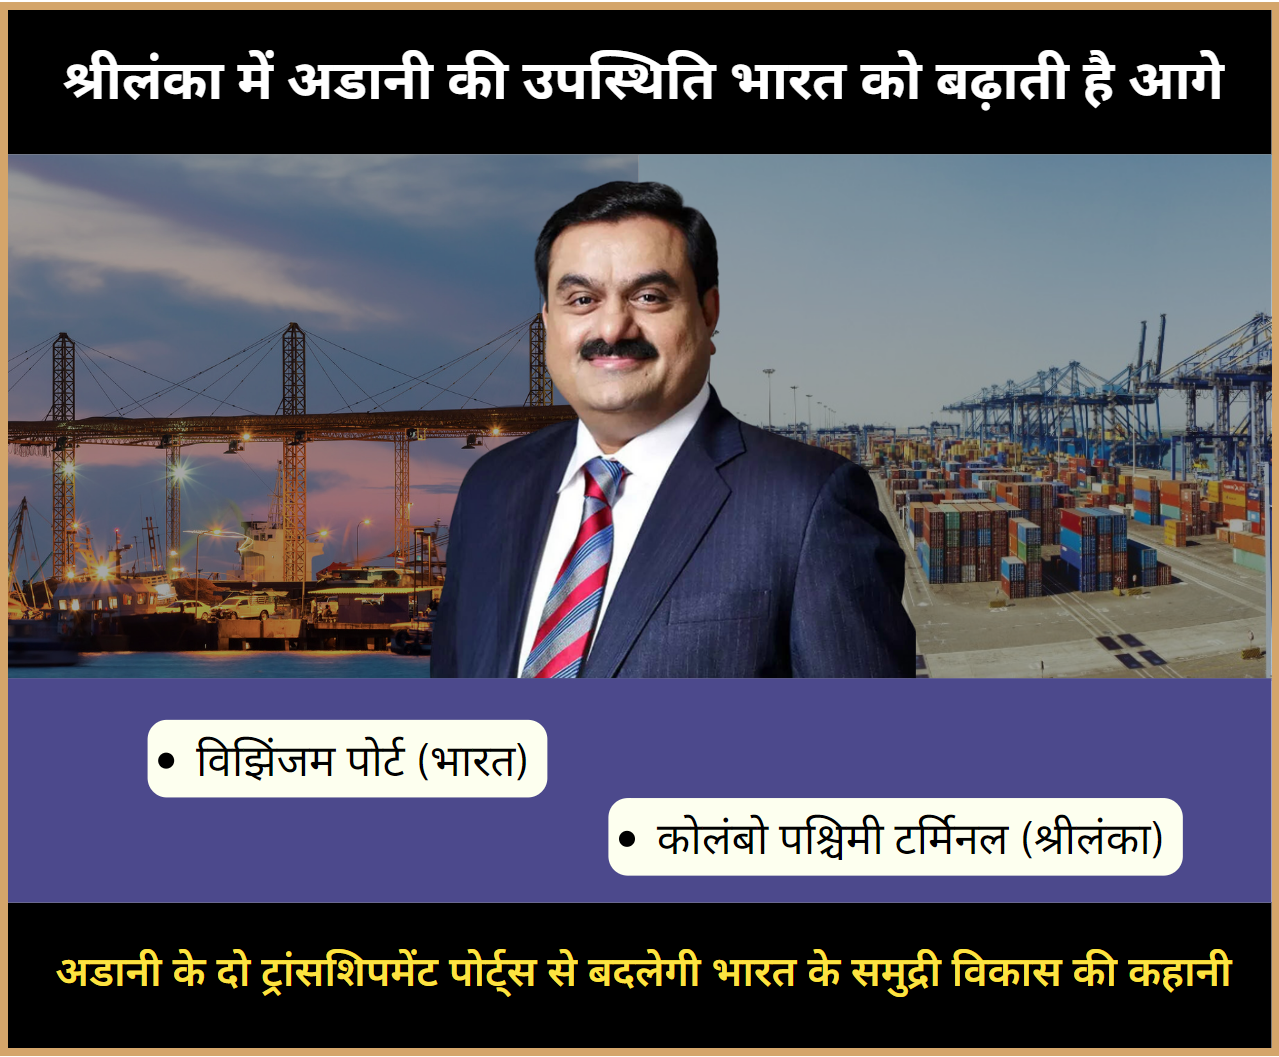 श्रीलंका में अडानी की उपस्थिति भारत को बढ़ाती है आगे
• विझिंजम पोर्ट (भारत)
• कोलंबो पश्चिमी टर्मिनल (श्रीलंका)
अडानी के दो ट्रांसशिपमेंट पोर्ट्स से बदलेगी भारत के समुद्री विकास की कहानी